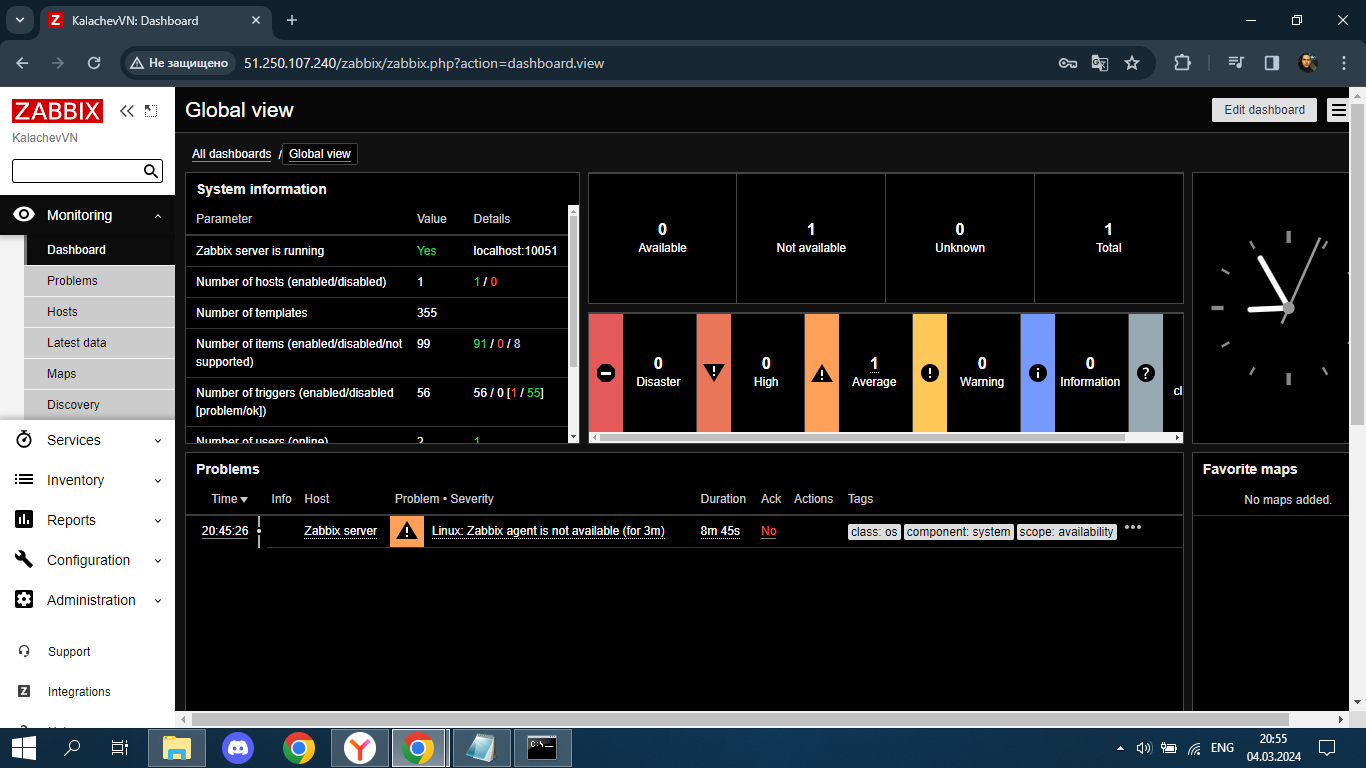 Z KalachevVN: Dashboard
Не защищено 51.250.107.240/zabbix/zabbix.php?action=dashboard.view
ZABBIX
KalachevVN
Monitoring
Dashboard
Problems
Hosts
Latest data
Maps
Discovery
Services
Inventory
Reports
Configuration
Administration
Support
Z Integrations
Global view
Edit dashboard
All dashboards / Global view
System information
Parameter Value Details
Zabbix server is running Yes localhost:10051
Number of hosts (enabled/disabled) 1 1 / 0
Number of templates 355
Number of items (enabled/disabled/not supported) 99 91 / 0 / 8
Number of triggers (enabled/disabled [problem/ok]) 56 56 / 0 [1 / 55]
Number of users (online) 2 1
0 Available
1 Not available
0 Unknown
1 Total
0 Disaster
0 High
1 Average
0 Warning
0 Information
Problems
Time Info Host Problem • Severity Duration Ack Actions Tags
20:45:26 Zabbix server Linux: Zabbix agent is not available (for 3m) 8m 45s No class: os component: system scope: availability •••
Favorite maps
No maps added.
ENG
20:55
04.03.2024